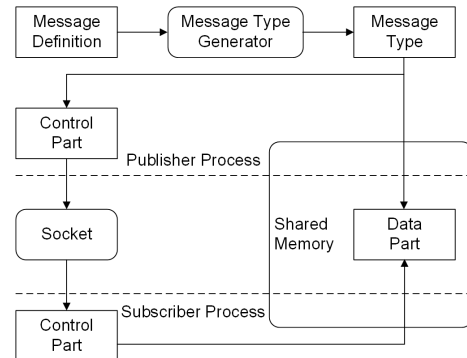 Message
Definition
Message Type
Generator
Message
Type
Control
Part
Publisher Process
Socket
Shared
Memory
Data
Part
Subscriber Process
Control
Part